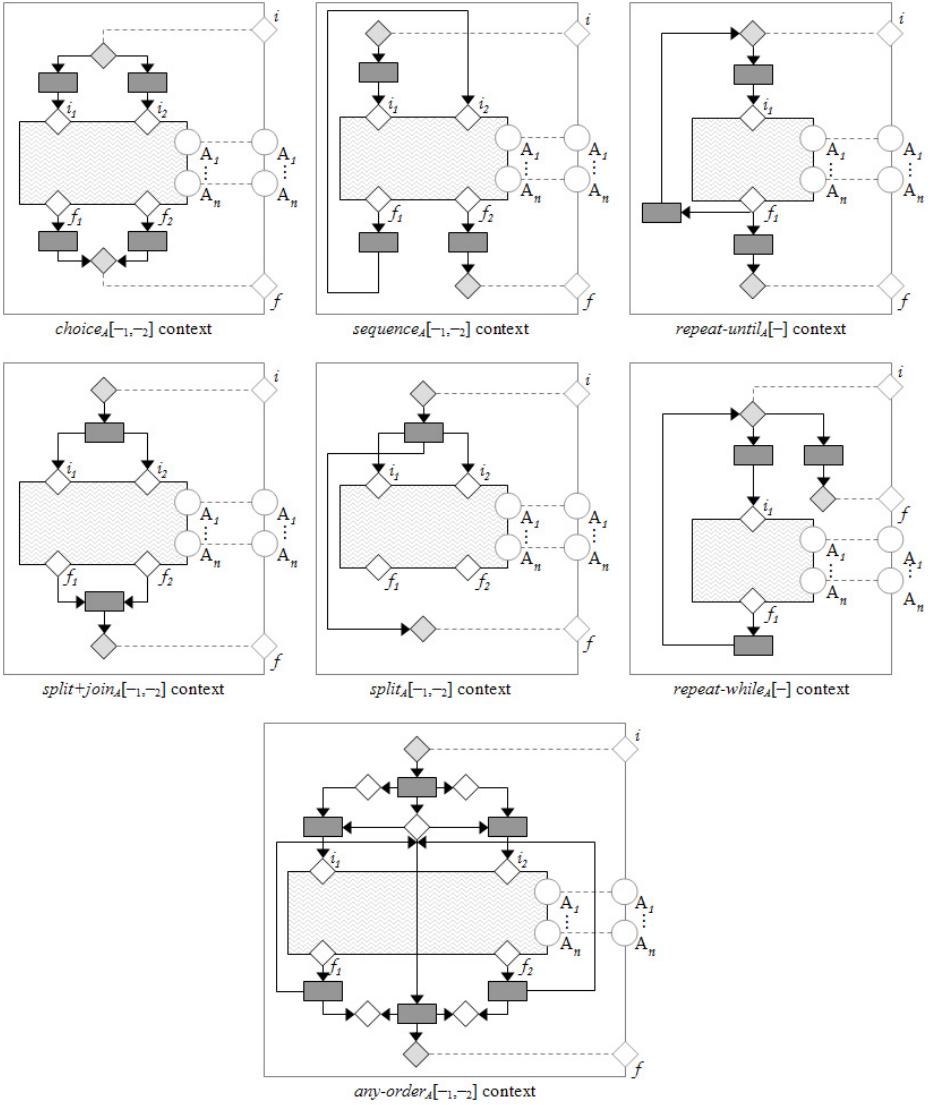 i
i1 i2
A1 A1
An An
f1 f2
f
choiceA[–1,–2] context
i
i1 i2
A1 A1
An An
f1 f2
f
sequenceA[–1,–2] context
i
i1
A1 A1
An An
f1
f
repeat-untilA[–] context
i
i1 i2
A1 A1
An An
f1 f2
f
split+joinA[–1,–2] context
i
i1 i2
A1 A1
An An
f1 f2
f
splitA[–1,–2] context
i
i1
f
A1 A1
An An
f1
repeat-whileA[–] context
i
i1 i2
A1 A1
An An
f1 f2
f
any-orderA[–1,–2] context